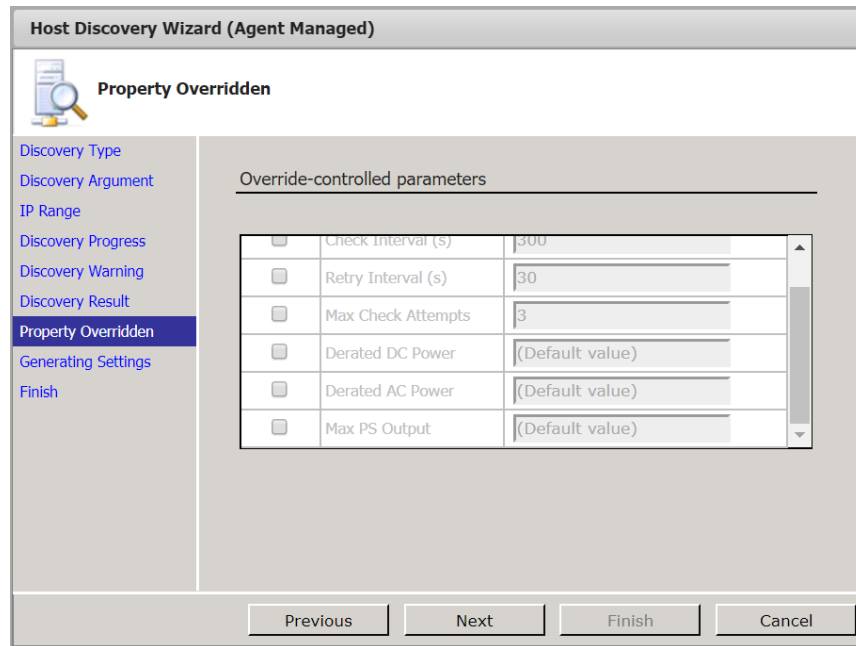 Host Discovery Wizard (Agent Managed)
Property Overridden
Discovery Type
Discovery Argument
IP Range
Discovery Progress
Discovery Warning
Discovery Result
Property Overridden
Generating Settings
Finish
Override-controlled parameters
Check Interval (s) 300
Retry Interval (s) 30
Max Check Attempts 3
Derated DC Power (Default value)
Derated AC Power (Default value)
Max PS Output (Default value)
Previous Next Finish Cancel